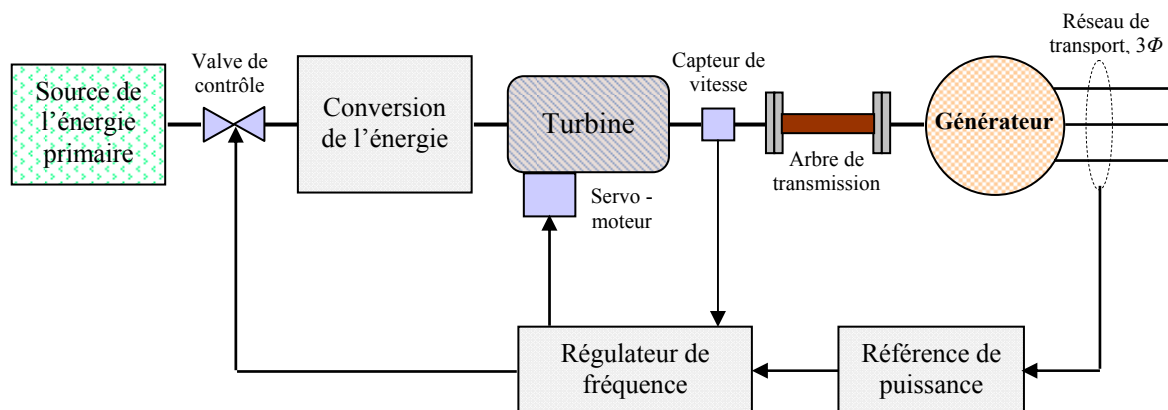 Réseau de
transport, 3Φ
Valve de
contrôle
Capteur de
vitesse
Source de
l’énergie
primaire
Conversion
de l’énergie
Turbine
Générateur
Arbre de
transmission
Servo -
moteur
Régulateur de
fréquence
Référence de
puissance